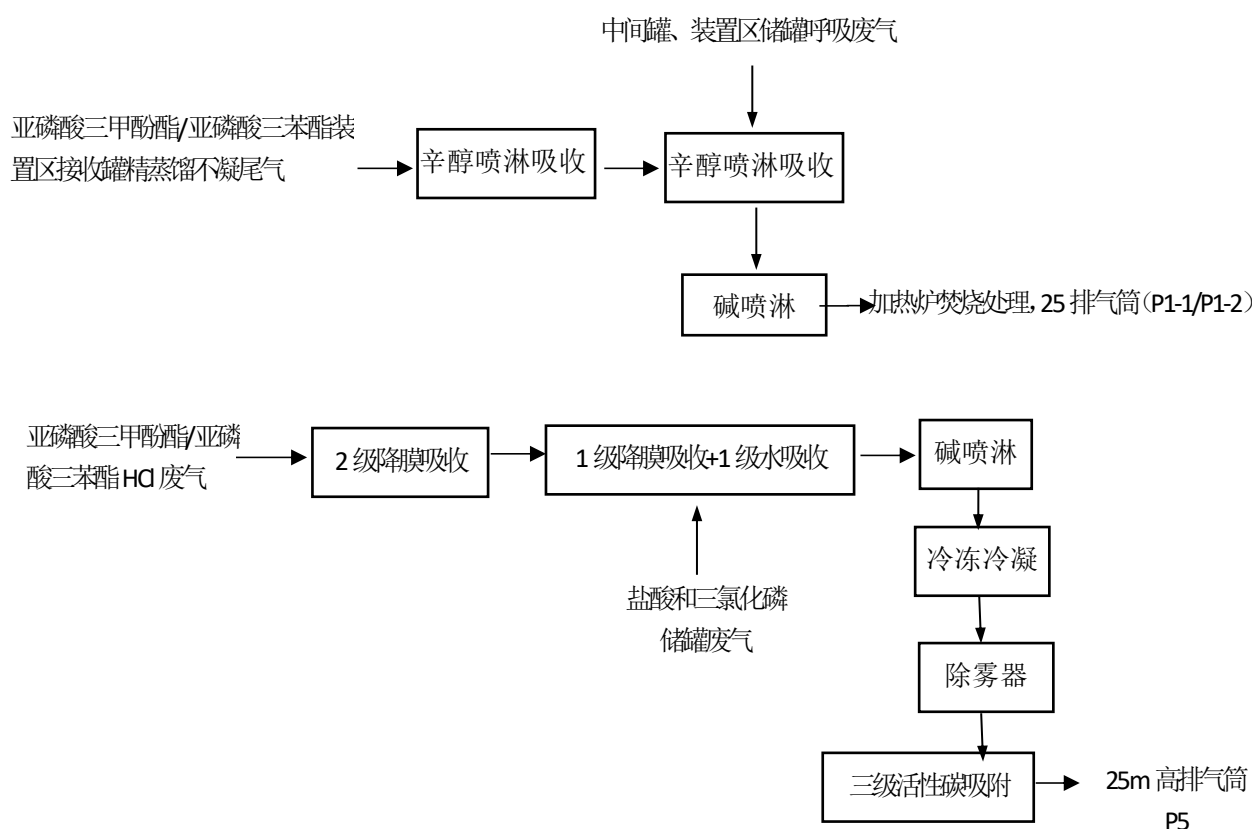 中间罐、装置区储罐呼吸废气
亚磷酸三甲酚酯/亚磷酸三苯酯装
置区接收罐精蒸馏不凝尾气
辛醇喷淋吸收
辛醇喷淋吸收
碱喷淋
加热炉焚烧处理，25 排气筒（P1-1/P1-2）
亚磷酸三甲酚酯/亚磷
酸三苯酯 HCl 废气
2 级降膜吸收
1 级降膜吸收+1 级水吸收
碱喷淋
盐酸和三氯化磷
储罐废气
冷冻冷凝
除雾器
三级活性碳吸附
25m 高排气筒
P5